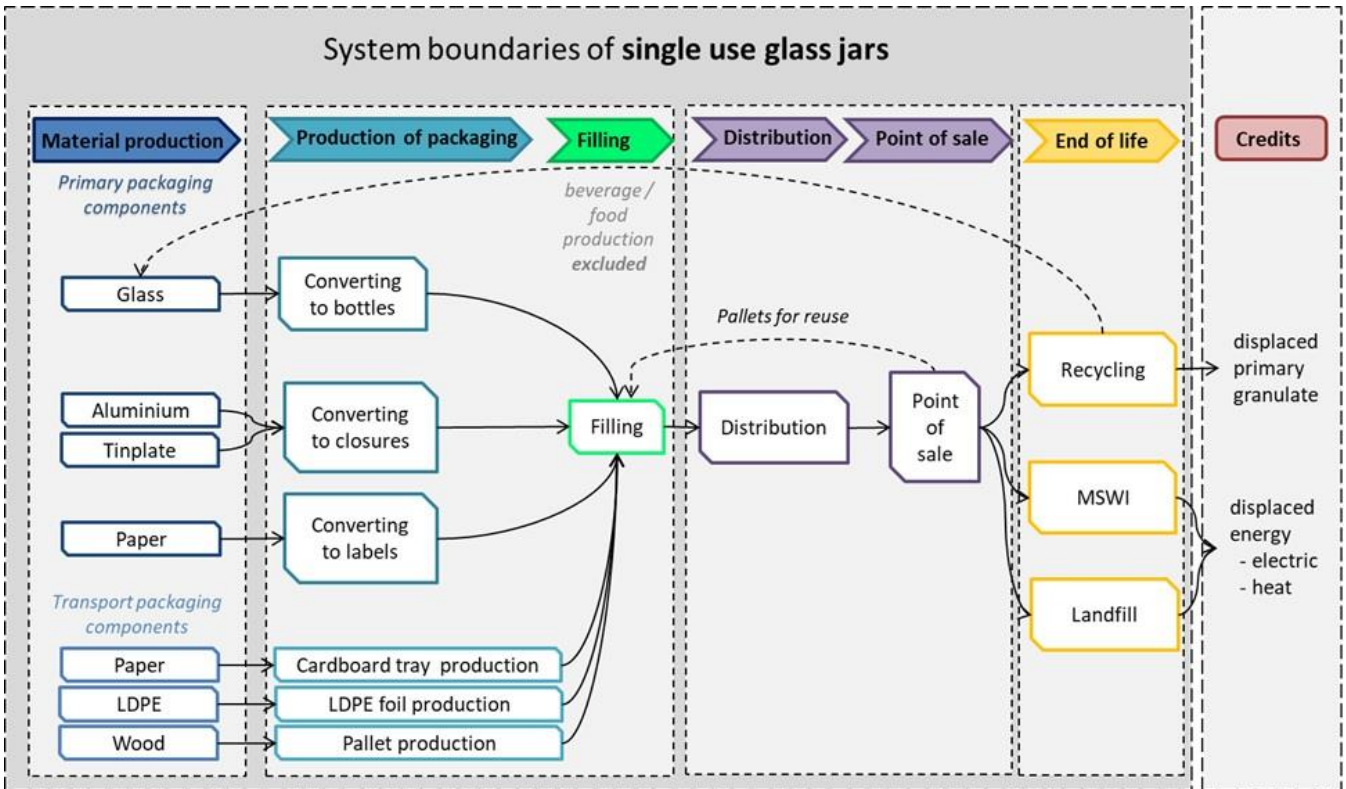 System boundaries of single use glass jars
Material production
Production of packaging
Filling
Distribution
Point of sale
End of life
Credits
Primary packaging
components
beverage /
food
production
excluded
Glass
Converting
to bottles
Pallets for reuse
Aluminium
Tinplate
Converting
to closures
Filling
Distribution
Point
of
sale
Recycling
displaced
primary
granulate
Paper
Converting
to labels
MSWI
displaced
energy
- electric
- heat
Landfill
Transport packaging
components
Paper
Cardboard tray production
LDPE
LDPE foil production
Wood
Pallet production